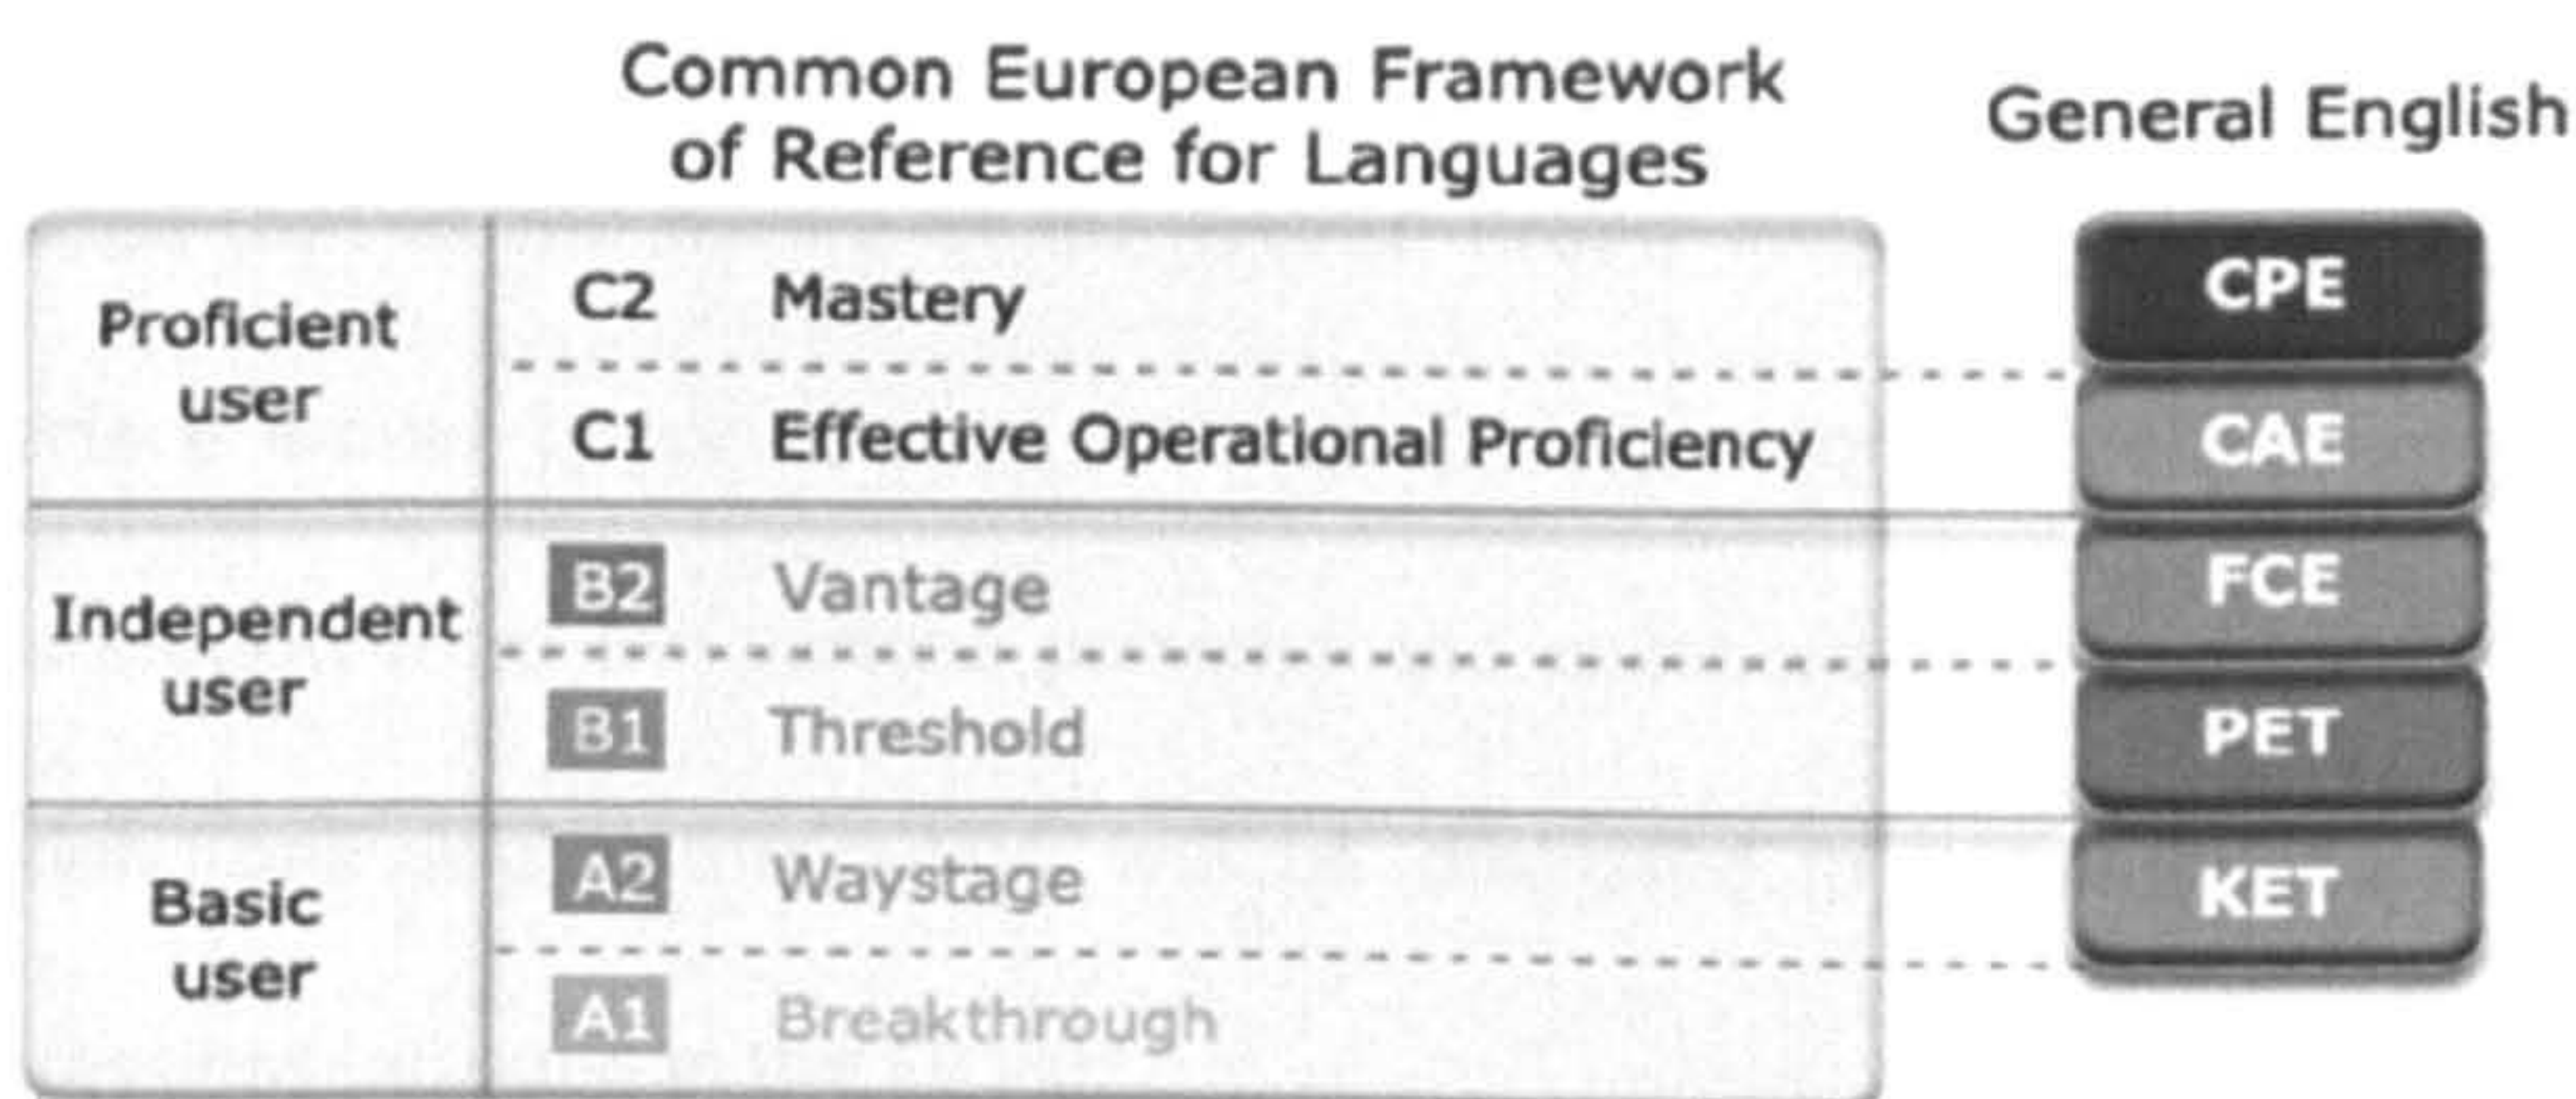 Common European Framework
of Reference for Languages
General English
Proficient
user
C2 Mastery
C1 Effective Operational Proficiency
CPE
CAE
Independent
user
B2 Vantage
B1 Threshold
FCE
PET
Basic
user
A2 Waystage
A1 Breakthrough
KET